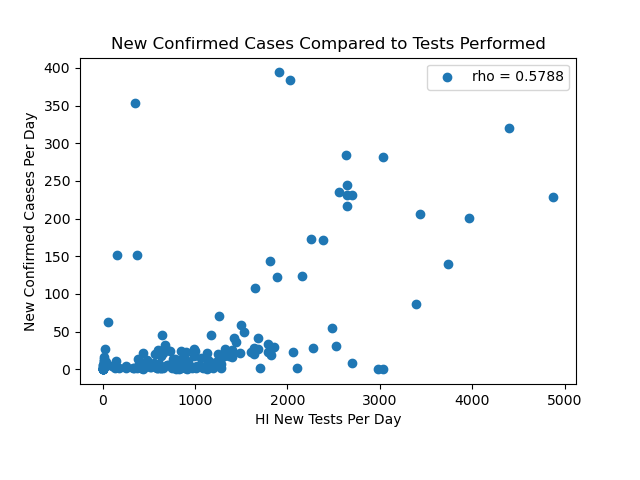 New Confirmed Cases Compared to Tests Performed
rho = 0.5788
400
350
300
250
200
150
100
50
0
New Confirmed Caeses Per Day
0 1000 2000 3000 4000 5000
HI New Tests Per Day